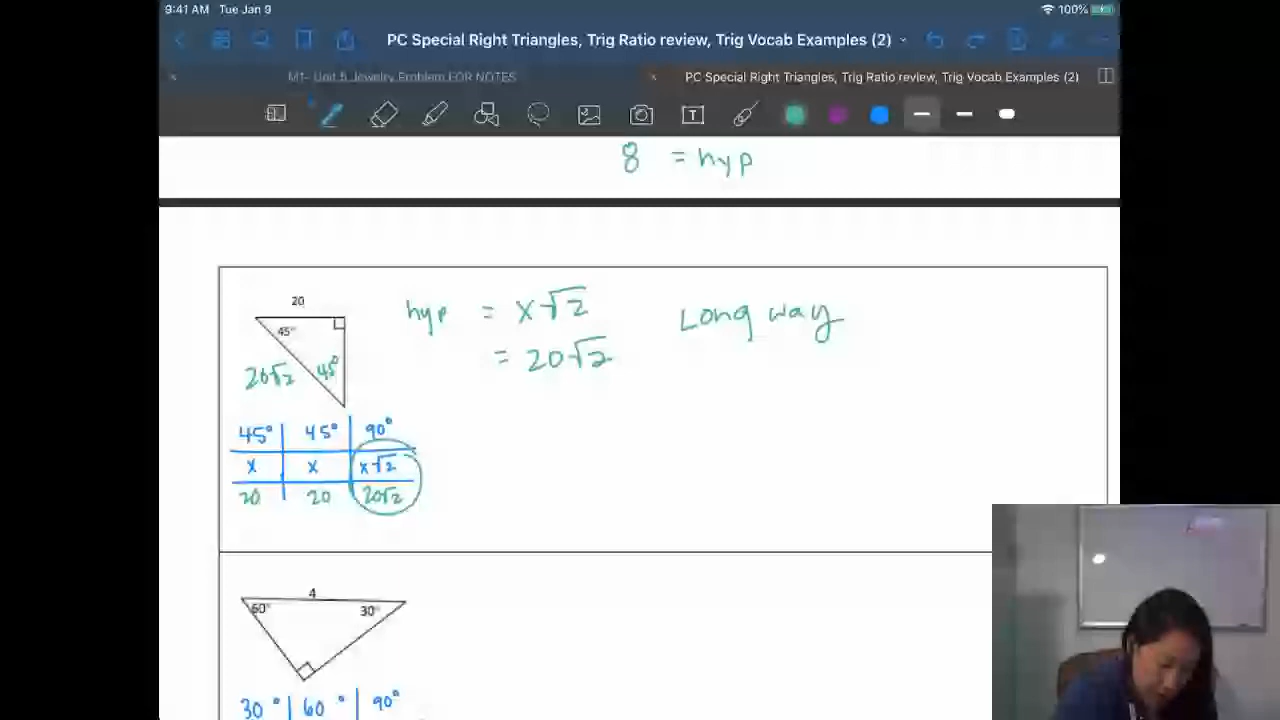 9:41 AM Tue Jan 9
100%
PC Special Right Triangles, Trig Ratio review, Trig Vocab Examples (2)
M1- Unit 5 Jewelry Problem FOR NOTES
PC Special Right Triangles, Trig Ratio review, Trig Vocab Examples (2)
T
8 = hyp
20
45°
45°
20√2
hyp = x√2
= 20√2
Long way
45° 45° 90°
x x x√2
20 20 20√2
4
60° 30°
30° 60° 90°